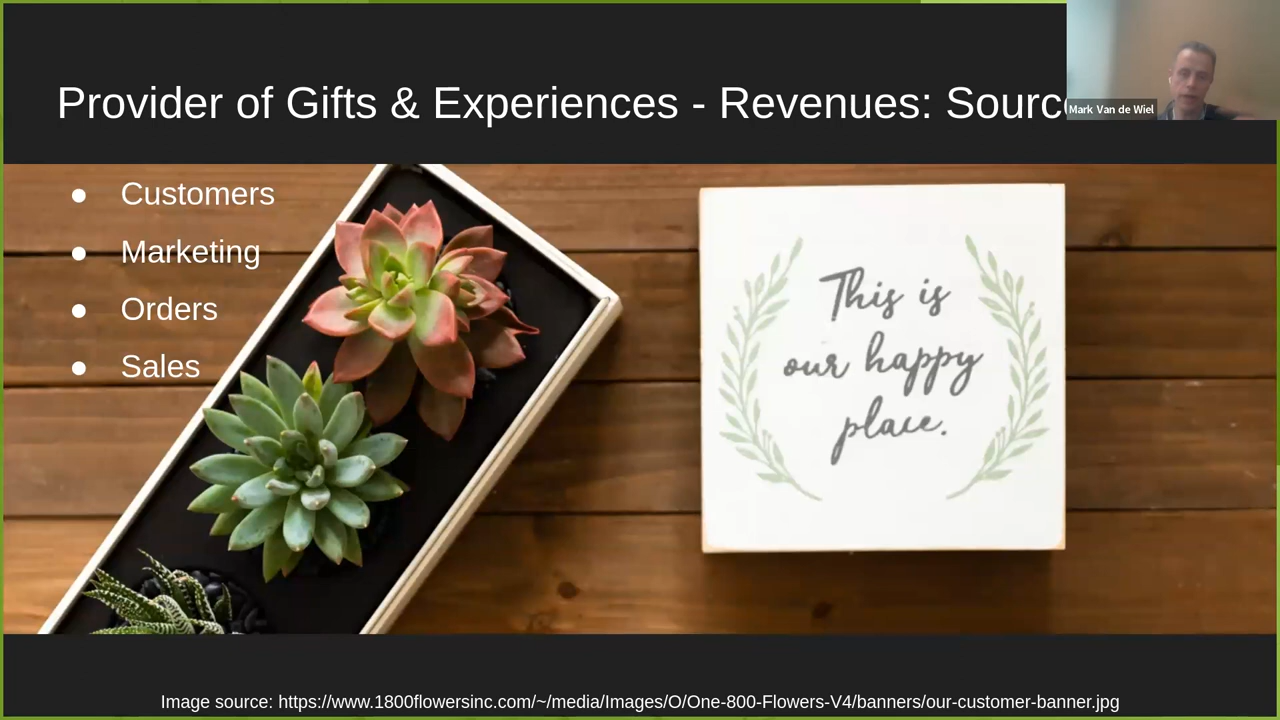 Provider of Gifts & Experiences - Revenues: Sourc
Mark Van de Wiel
● Customers
● Marketing
● Orders
● Sales
This is
our happy
place.
Image source: https://www.1800flowersinc.com/~/media/Images/O/One-800-Flowers-V4/banners/our-customer-banner.jpg